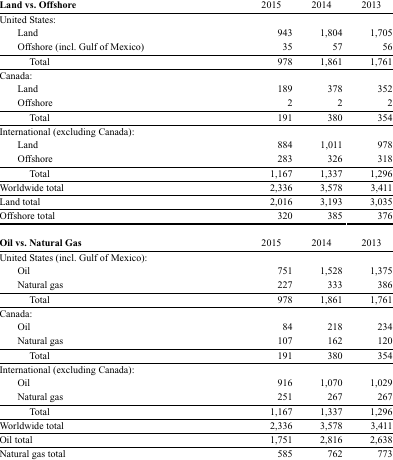 Land vs. Offshore 2015 2014 2013
United States:
Land 943 1,804 1,705
Offshore (incl. Gulf of Mexico) 35 57 56
Total 978 1,861 1,761
Canada:
Land 189 378 352
Offshore 2 2 2
Total 191 380 354
International (excluding Canada):
Land 884 1,011 978
Offshore 283 326 318
Total 1,167 1,337 1,296
Worldwide total 2,336 3,578 3,411
Land total 2,016 3,193 3,035
Offshore total 320 385 376
Oil vs. Natural Gas 2015 2014 2013
United States (incl. Gulf of Mexico):
Oil 751 1,528 1,375
Natural gas 227 333 386
Total 978 1,861 1,761
Canada:
Oil 84 218 234
Natural gas 107 162 120
Total 191 380 354
International (excluding Canada):
Oil 916 1,070 1,029
Natural gas 251 267 267
Total 1,167 1,337 1,296
Worldwide total 2,336 3,578 3,411
Oil total 1,751 2,816 2,638
Natural gas total 585 762 773